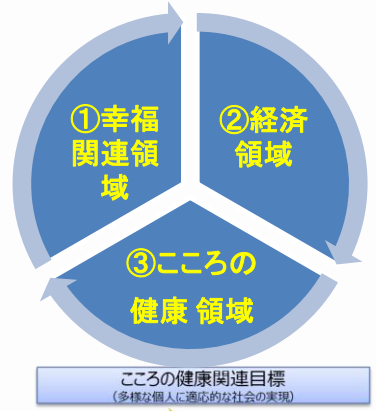 ①幸福
関連領
域
②経済
領域
③こころの
健康 領域
こころの健康関連目標
（多様な個人に適応的な社会の実現）